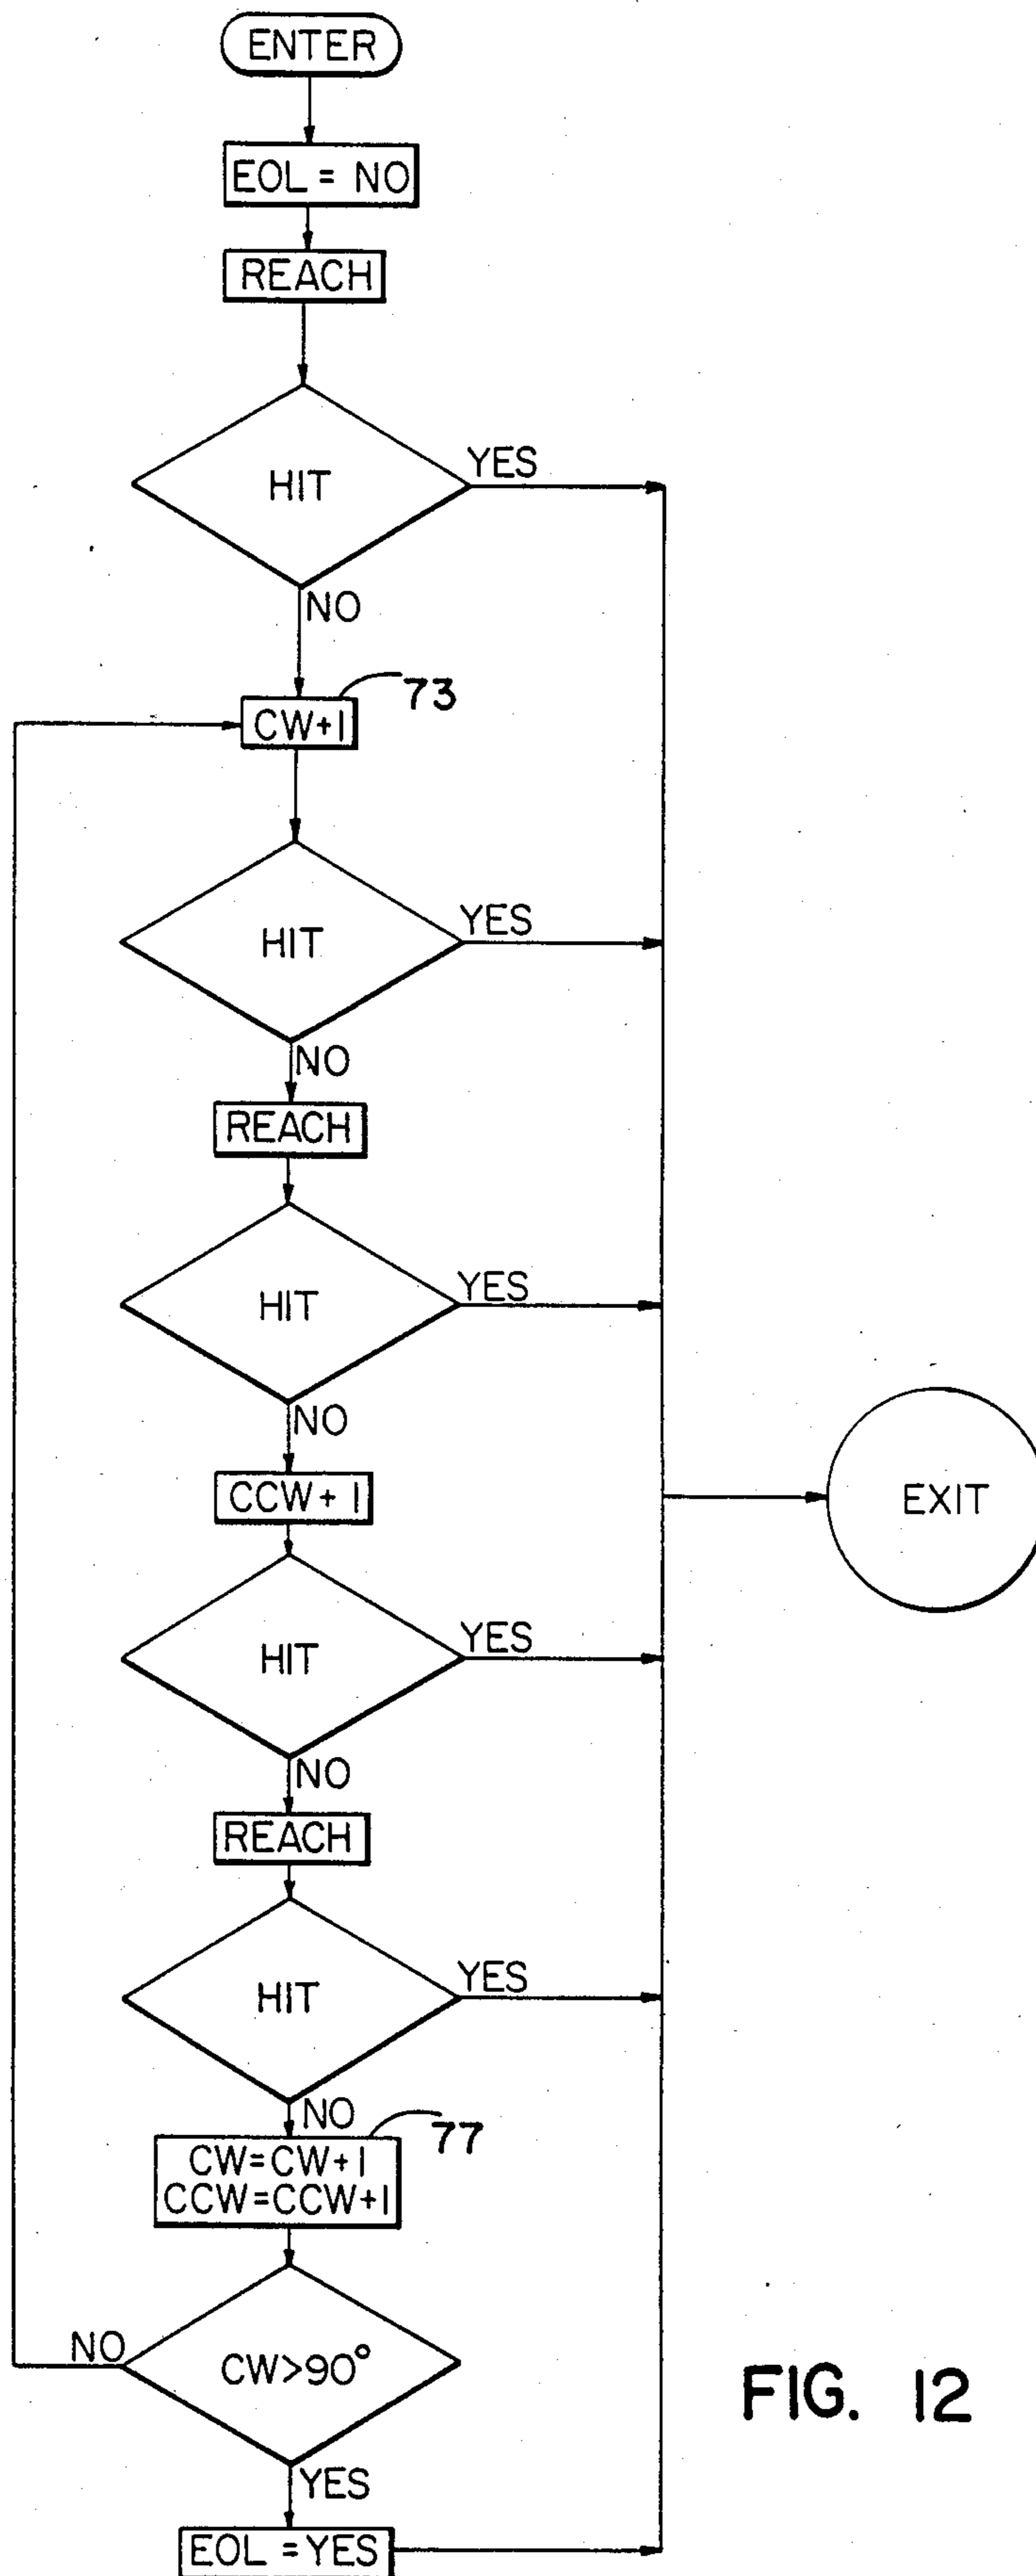 ENTER
EOL = NO
REACH
HIT
YES
NO
73
CW+1
HIT
YES
NO
REACH
HIT
YES
NO
CCW+1
HIT
YES
NO
REACH
HIT
YES
NO
77
CW=CW+1
CCW=CCW+1
NO
CW>90°
YES
EOL = YES
EXIT
FIG. 12